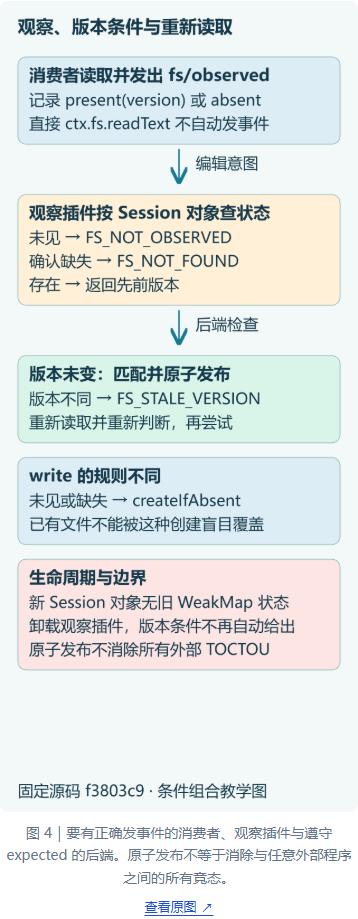 观察、版本条件与重新读取
消费者读取并发出 fs/observed
记录 present(version) 或 absent
直接 ctx.fs.readText 不自动发事件
编辑意图
观察插件按 Session 对象查状态
未见 → FS_NOT_OBSERVED
确认缺失 → FS_NOT_FOUND
存在 → 返回先前版本
后端检查
版本未变：匹配并原子发布
版本不同 → FS_STALE_VERSION
重新读取并重新判断，再尝试
write 的规则不同
未见或缺失 → createIfAbsent
已有文件不能被这种创建盲目覆盖
生命周期与边界
新 Session 对象无旧 WeakMap 状态
卸载观察插件，版本条件不再自动给出
原子发布不消除所有外部 TOCTOU
固定源码 f3803c9 · 条件组合教学图
图 4｜要有正确发事件的消费者、观察插件与遵守
expected 的后端。原子发布不等于消除与任意外部程序
之间的所有竞态。
查看原图 ↗